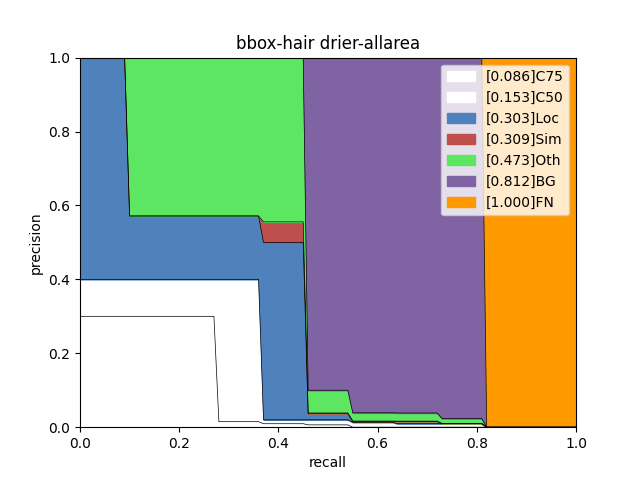 bbox-hair drier-allarea
1.0
0.8
0.6
0.4
0.2
0.0
precision
[0.086]C75
[0.153]C50
[0.303]Loc
[0.309]Sim
[0.473]Oth
[0.812]BG
[1.000]FN
0.0 0.2 0.4 0.6 0.8 1.0
recall